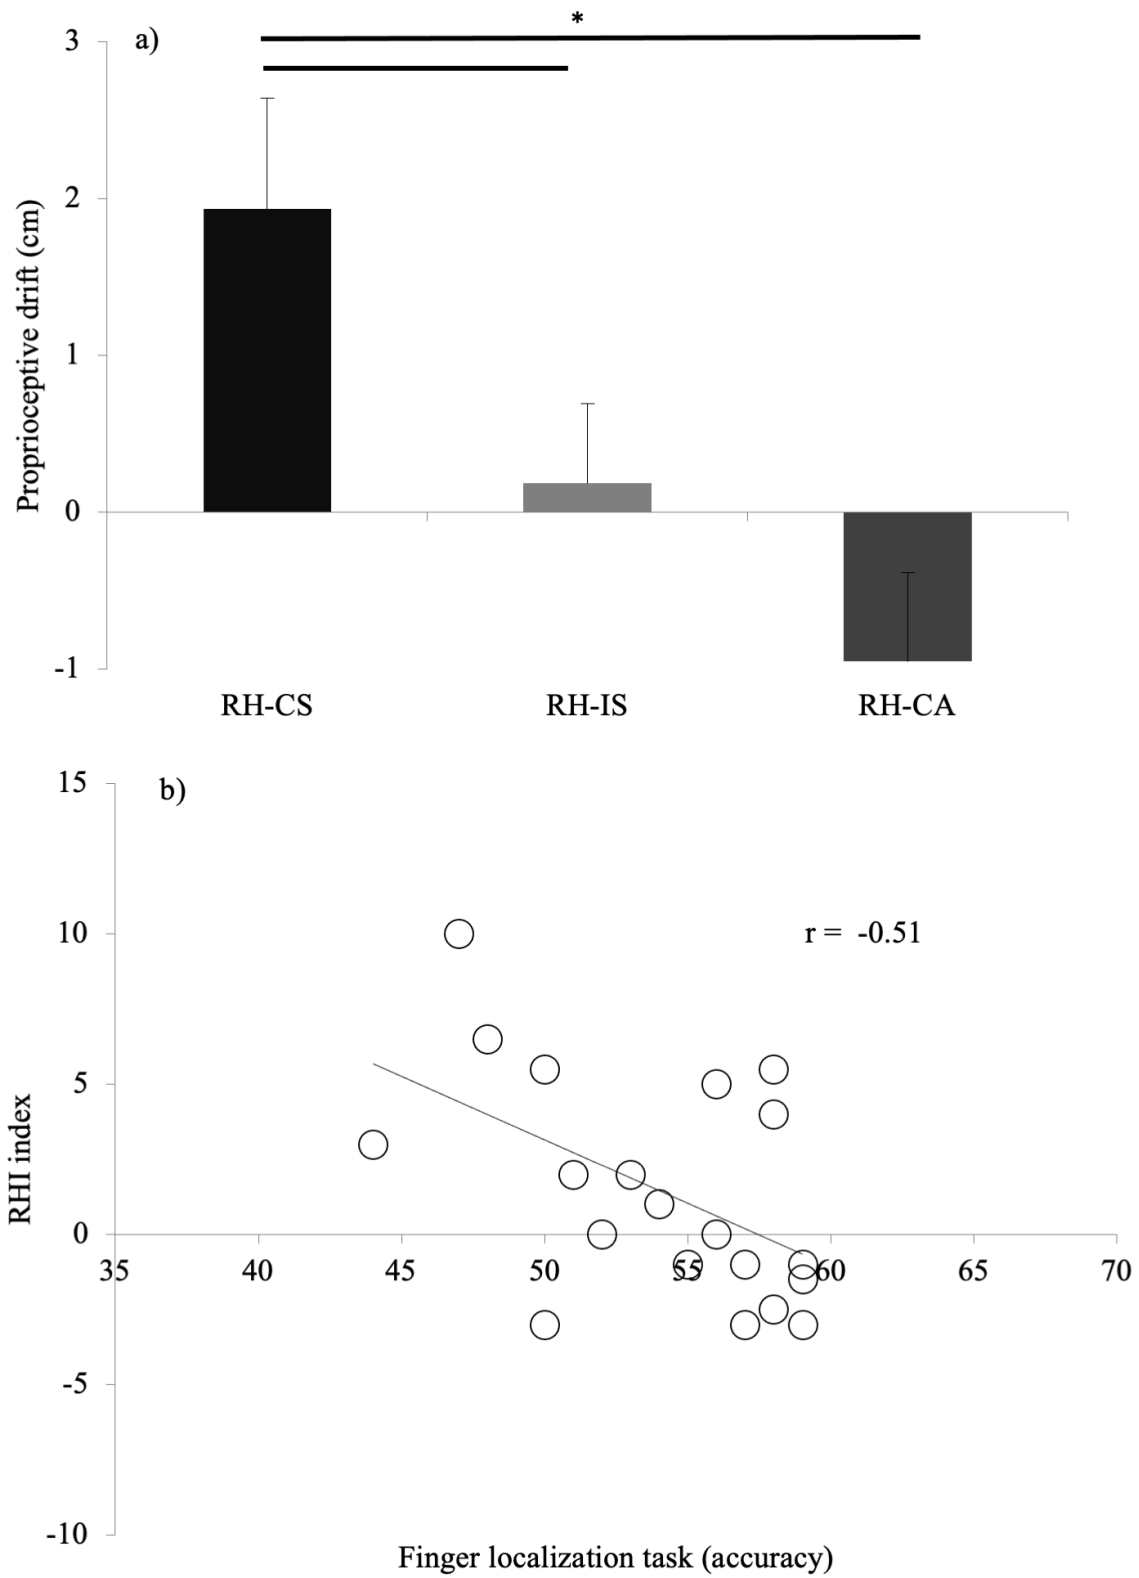 *
a)
3
2
1
0
-1
Proprioceptive drift (cm)
RH-CS RH-IS RH-CA
b)
15
10
5
0
-5
-10
RHI index
r = -0.51
35 40 45 50 55 60 65 70
Finger localization task (accuracy)